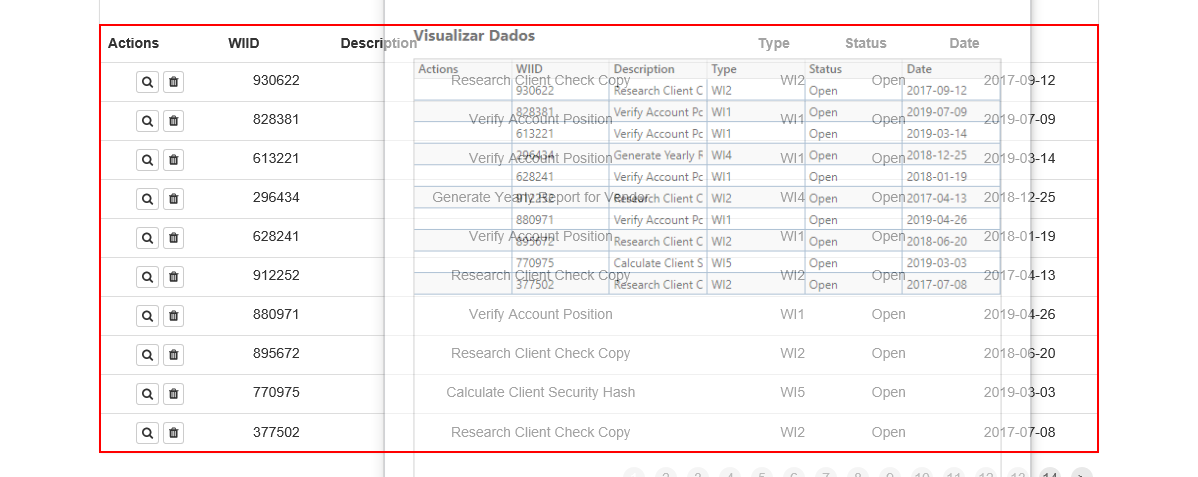 Visualizar Dados
Actions WIID Description Type Status Date
930622 Research Client Check Copy WI2 Open 2017-09-12
828381 Verify Account Position WI1 Open 2019-07-09
613221 Verify Account Position WI1 Open 2019-03-14
296434 Generate Yearly Report for Vendor WI4 Open 2018-12-25
628241 Verify Account Position WI1 Open 2018-01-19
912252 Research Client Check Copy WI2 Open 2017-04-13
880971 Verify Account Position WI1 Open 2019-04-26
895672 Research Client Check Copy WI2 Open 2018-06-20
770975 Calculate Client Security Hash WI5 Open 2019-03-03
377502 Research Client Check Copy WI2 Open 2017-07-08
Actions WIID Description Type Status Date
930622 Research Client C WI2 Open 2017-09-12
828381 Verify Account Pc WI1 Open 2019-07-09
613221 Verify Account Pc WI1 Open 2019-03-14
296434 Generate Yearly R WI4 Open 2018-12-25
628241 Verify Account Pc WI1 Open 2018-01-19
912252 Research Client C WI2 Open 2017-04-13
880971 Verify Account Pc WI1 Open 2019-04-26
895672 Research Client C WI2 Open 2018-06-20
770975 Calculate Client S WI5 Open 2019-03-03
377502 Research Client C WI2 Open 2017-07-08
2 3 4 5 6 7 8 9 10 11 12 13 14 >